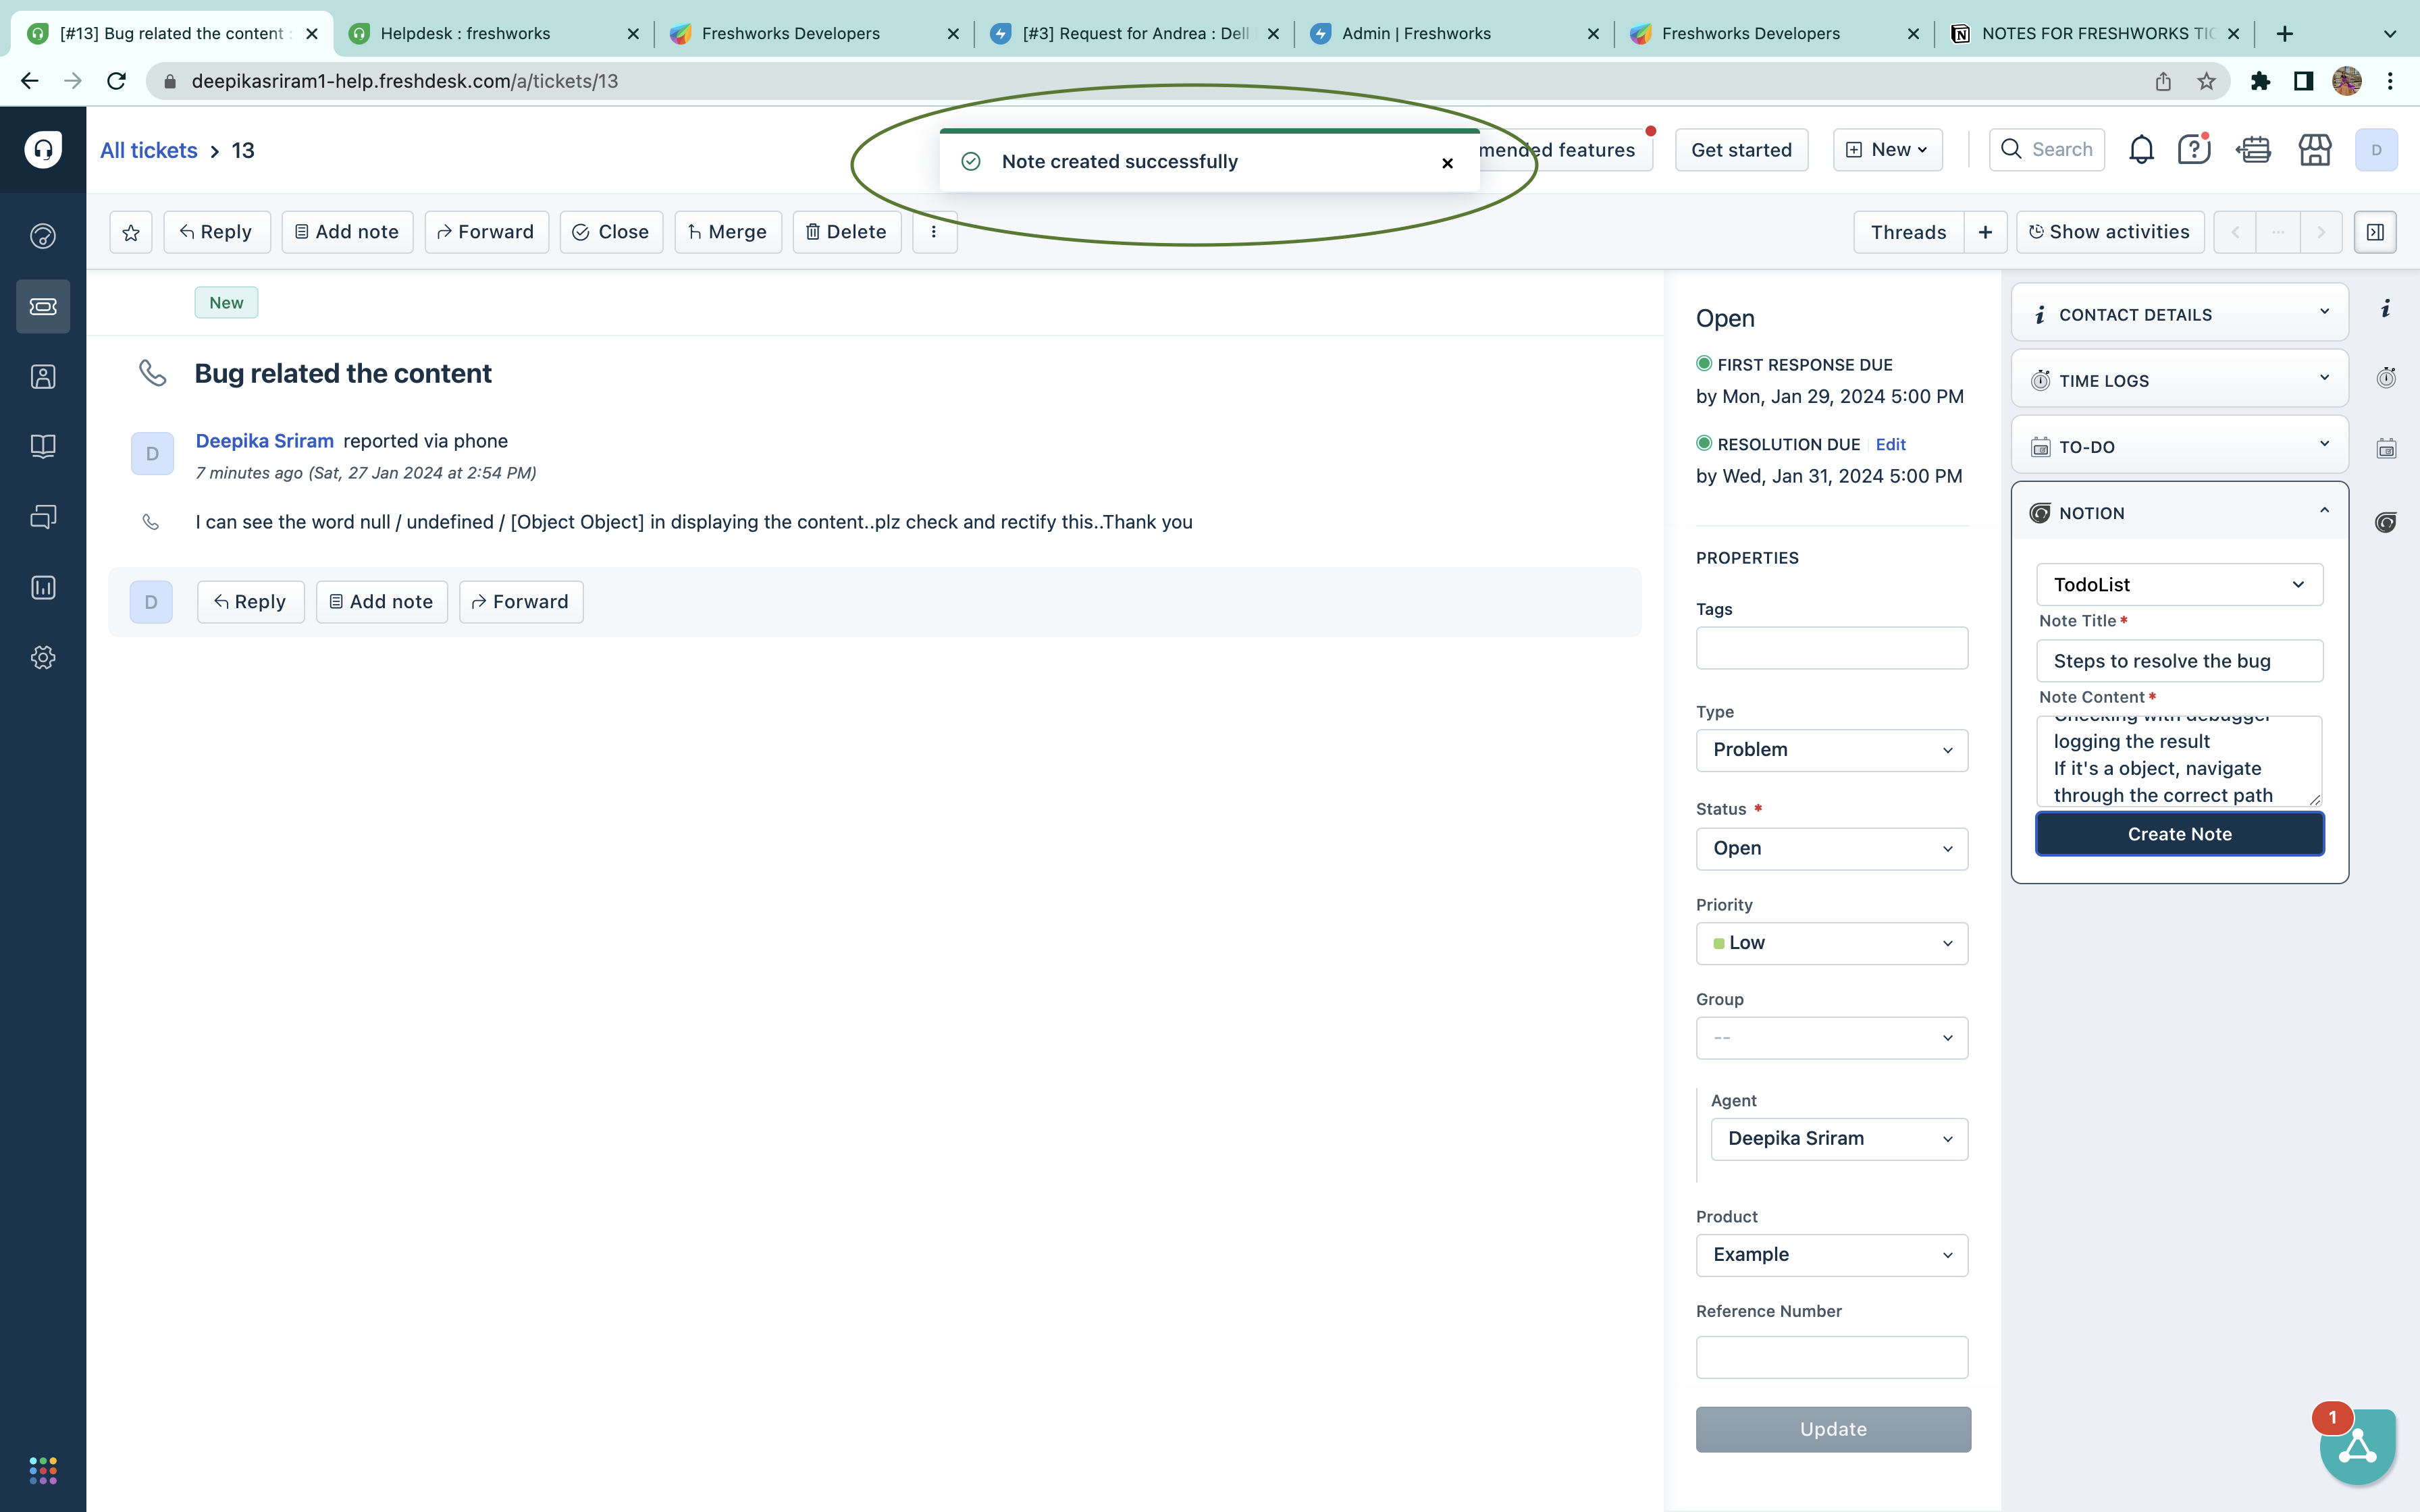 [#13] Bug related the content :
Helpdesk : freshworks
Freshworks Developers
[#3] Request for Andrea : Dell
Admin | Freshworks
Freshworks Developers
NOTES FOR FRESHWORKS TIC
deepikasriram1-help.freshdesk.com/a/tickets/13
All tickets > 13
Note created successfully
mended features
Get started
New
Search
D
Reply
Add note
Forward
Close
Merge
Delete
Threads
Show activities
New
Bug related the content
D
Deepika Sriram reported via phone
7 minutes ago (Sat, 27 Jan 2024 at 2:54 PM)
I can see the word null / undefined / [Object Object] in displaying the content..plz check and rectify this..Thank you
D
Reply
Add note
Forward
Open
FIRST RESPONSE DUE
by Mon, Jan 29, 2024 5:00 PM
RESOLUTION DUE Edit
by Wed, Jan 31, 2024 5:00 PM
PROPERTIES
Tags
Type
Problem
Status *
Open
Priority
Low
Group
--
Agent
Deepika Sriram
Product
Example
Reference Number
Update
CONTACT DETAILS
TIME LOGS
TO-DO
NOTION
TodoList
Note Title *
Steps to resolve the bug
Note Content *
Checking with debugger
logging the result
If it's a object, navigate
through the correct path
Create Note
1